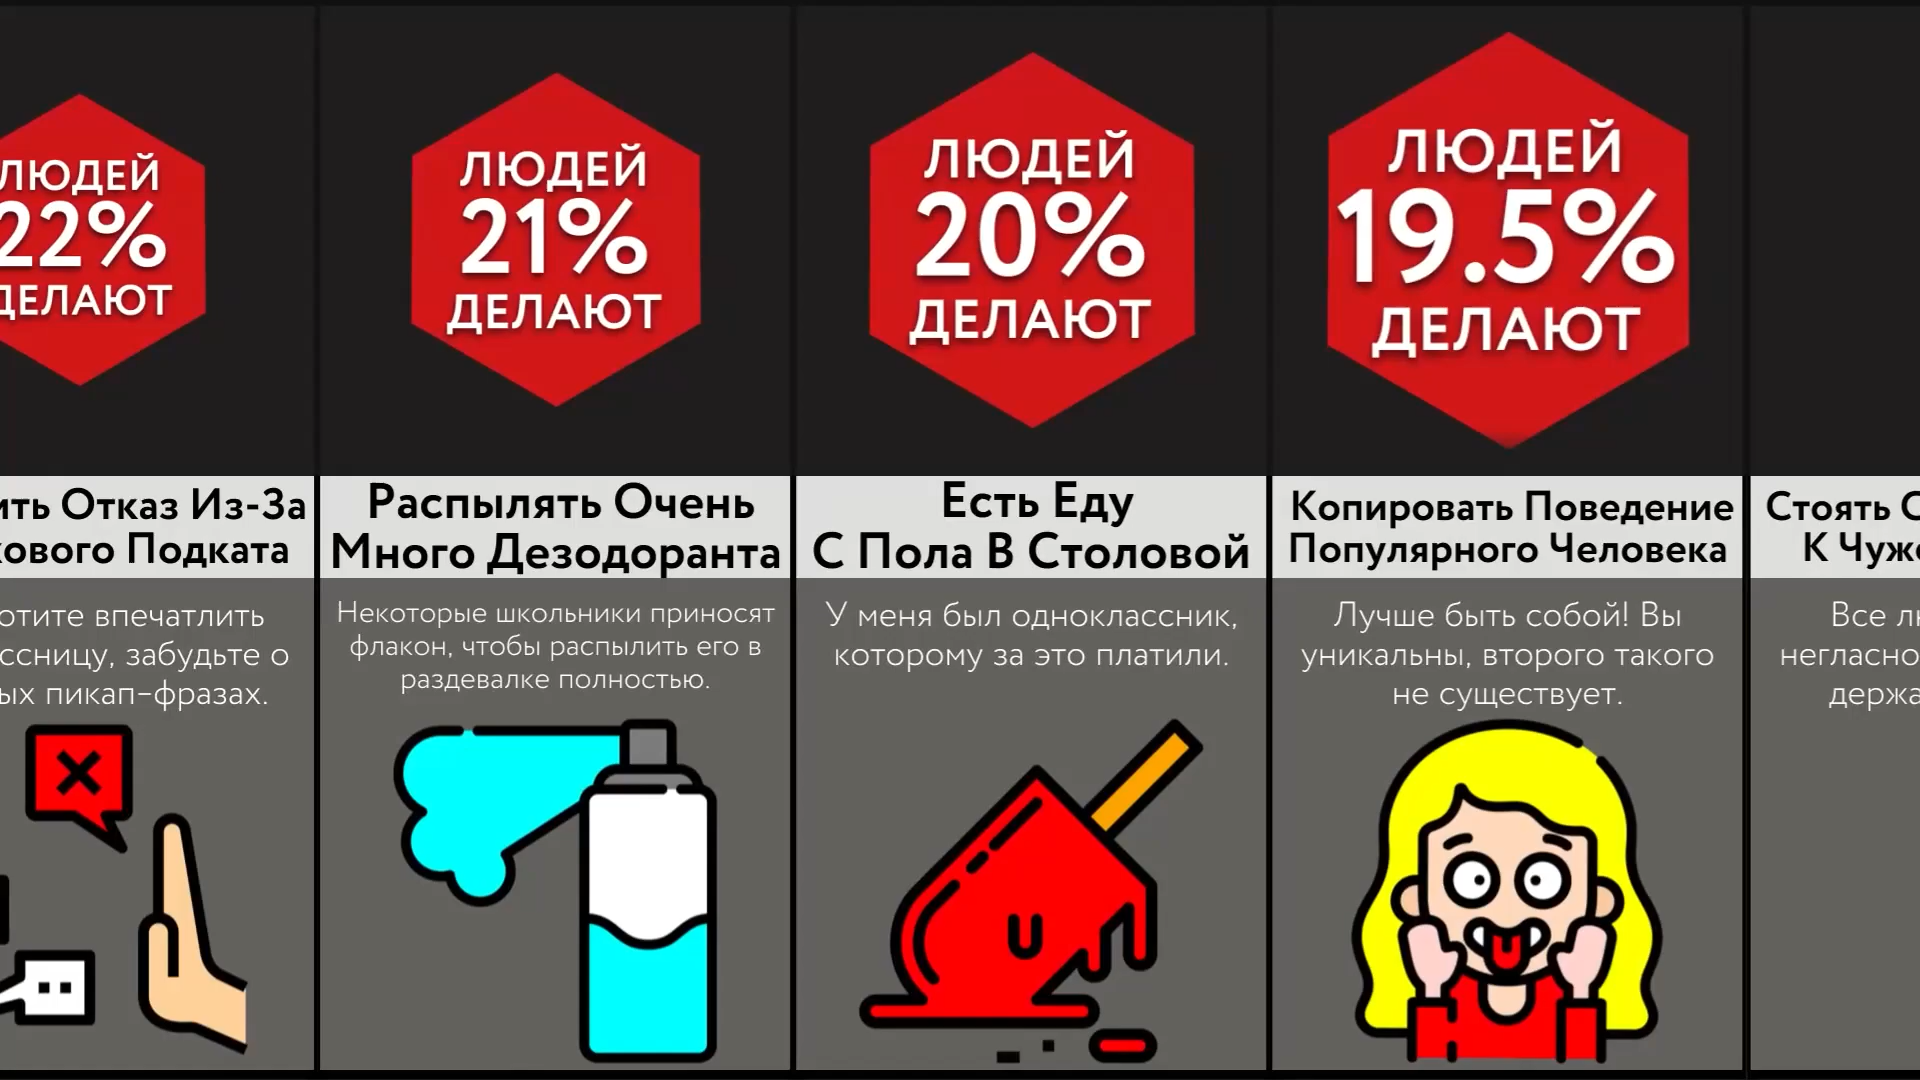 ЛЮДЕЙ
22%
ДЕЛАЮТ
Отказ Из-За
Подката
впечатлить
забудьте о
пикап-фразах.
ЛЮДЕЙ
21%
ДЕЛАЮТ
Распылять Очень
Много Дезодоранта
Некоторые школьники приносят
флакон, чтобы распылить его в
раздевалке полностью.
ЛЮДЕЙ
20%
ДЕЛАЮТ
Есть Еду
С Пола В Столовой
У меня был одноклассник,
которому за это платили.
ЛЮДЕЙ
19.5%
ДЕЛАЮТ
Копировать Поведение
Популярного Человека
Лучше быть собой! Вы
уникальны, второго такого
не существует.
Стоять
К
Все